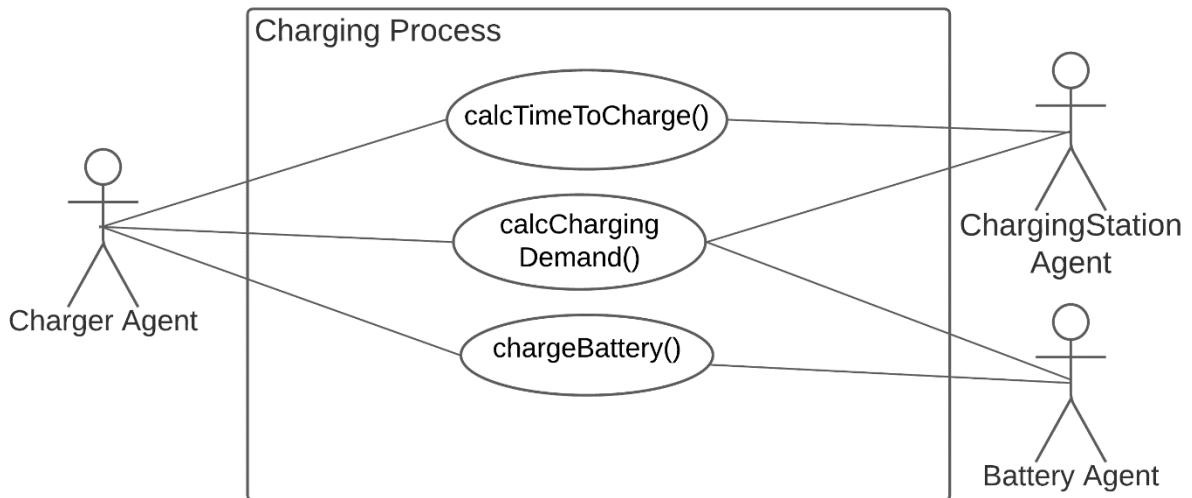 Charging Process
calcTimeToCharge()
calcCharging
Demand()
chargeBattery()
Charger Agent
ChargingStation
Agent
Battery Agent